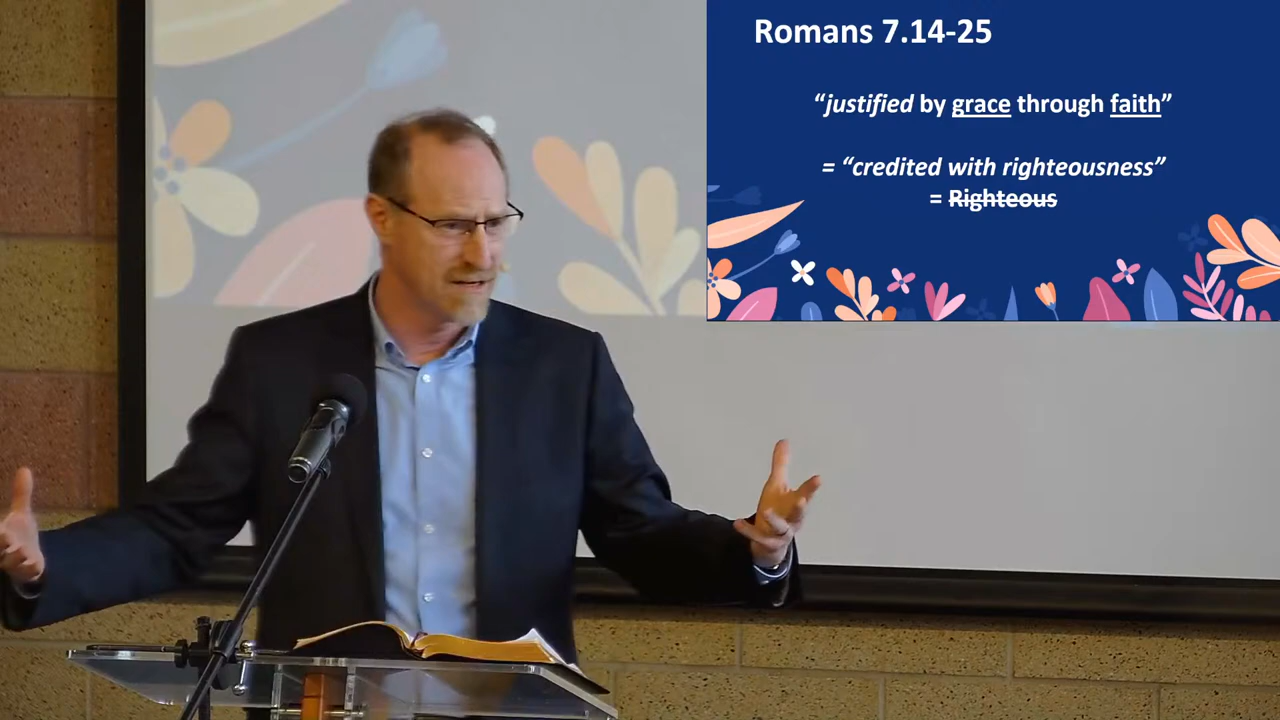 Romans 7.14-25
“justified by grace through faith”
= “credited with righteousness”
= Righteous